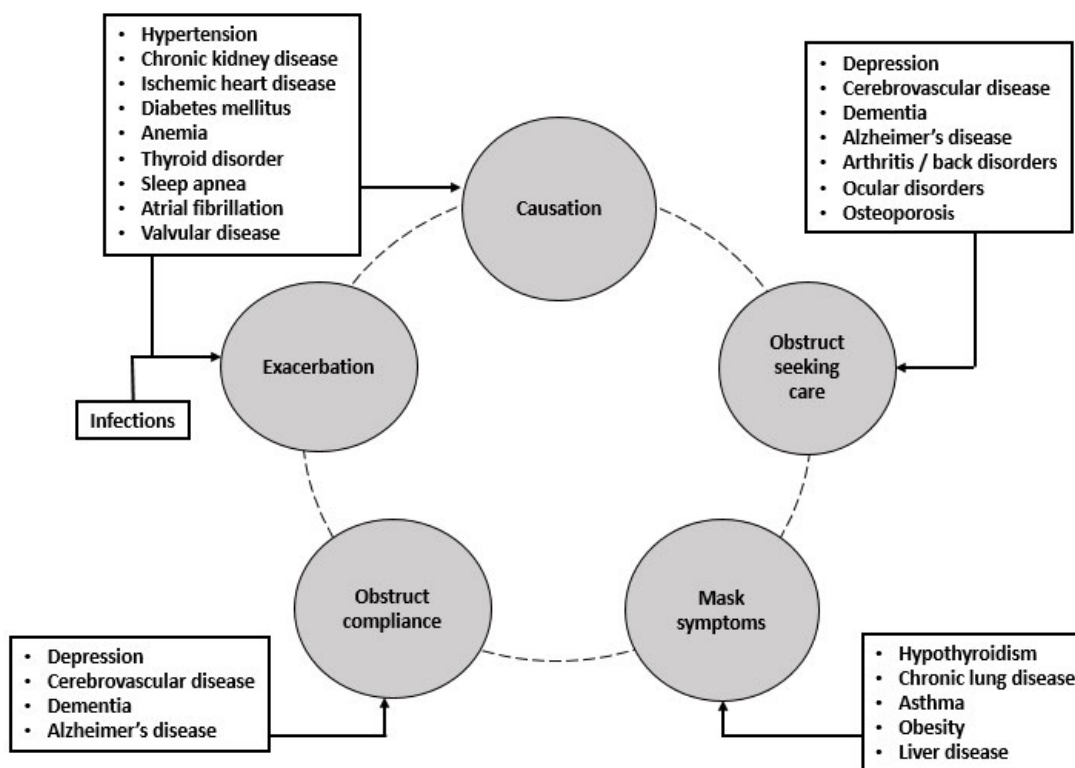 • Hypertension
• Chronic kidney disease
• Ischemic heart disease
• Diabetes mellitus
• Anemia
• Thyroid disorder
• Sleep apnea
• Atrial fibrillation
• Valvular disease
• Depression
• Cerebrovascular disease
• Dementia
• Alzheimer's disease
• Arthritis / back disorders
• Ocular disorders
• Osteoporosis
Causation
Exacerbation
Obstruct
seeking
care
Infections
Obstruct
compliance
Mask
symptoms
• Depression
• Cerebrovascular disease
• Dementia
• Alzheimer's disease
• Hypothyroidism
• Chronic lung disease
• Asthma
• Obesity
• Liver disease